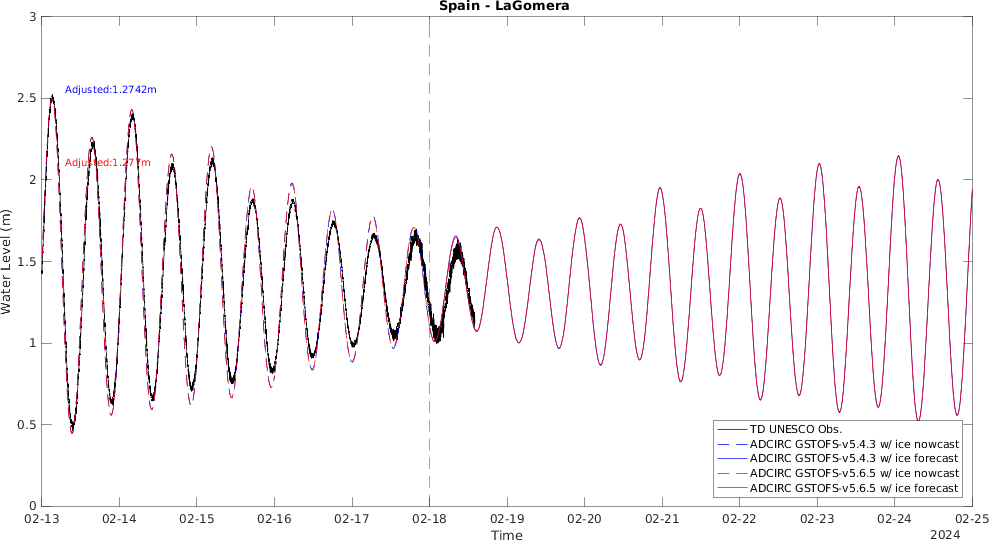 Spain - LaGomera
3
2.5
2
1.5
1
0.5
0
Water Level (m)
Adjusted:1.2742m
Adjusted:1.277m
TD UNESCO Obs.
ADCIRC GSTOFS-v5.4.3 w/ ice nowcast
ADCIRC GSTOFS-v5.4.3 w/ ice forecast
ADCIRC GSTOFS-v5.6.5 w/ ice nowcast
ADCIRC GSTOFS-v5.6.5 w/ ice forecast
02-13 02-14 02-15 02-16 02-17 02-18 02-19 02-20 02-21 02-22 02-23 02-24 02-25
Time
2024